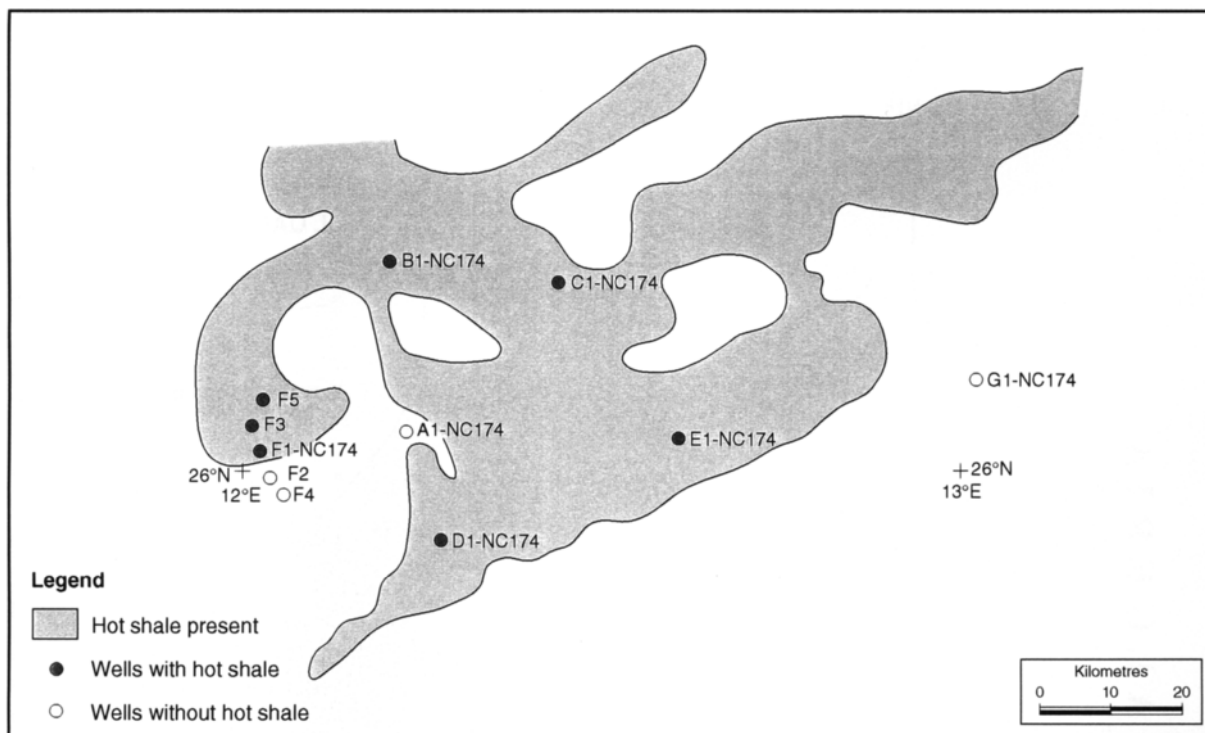 B1-NC174
C1-NC174
G1-NC174
F5
F3
A1-NC174
E1-NC174
F1-NC174
26°N
F2
26°N
12°E
F4
13°E
D1-NC174
Legend
Hot shale present
Wells with hot shale
Wells without hot shale
Kilometres
0 10 20